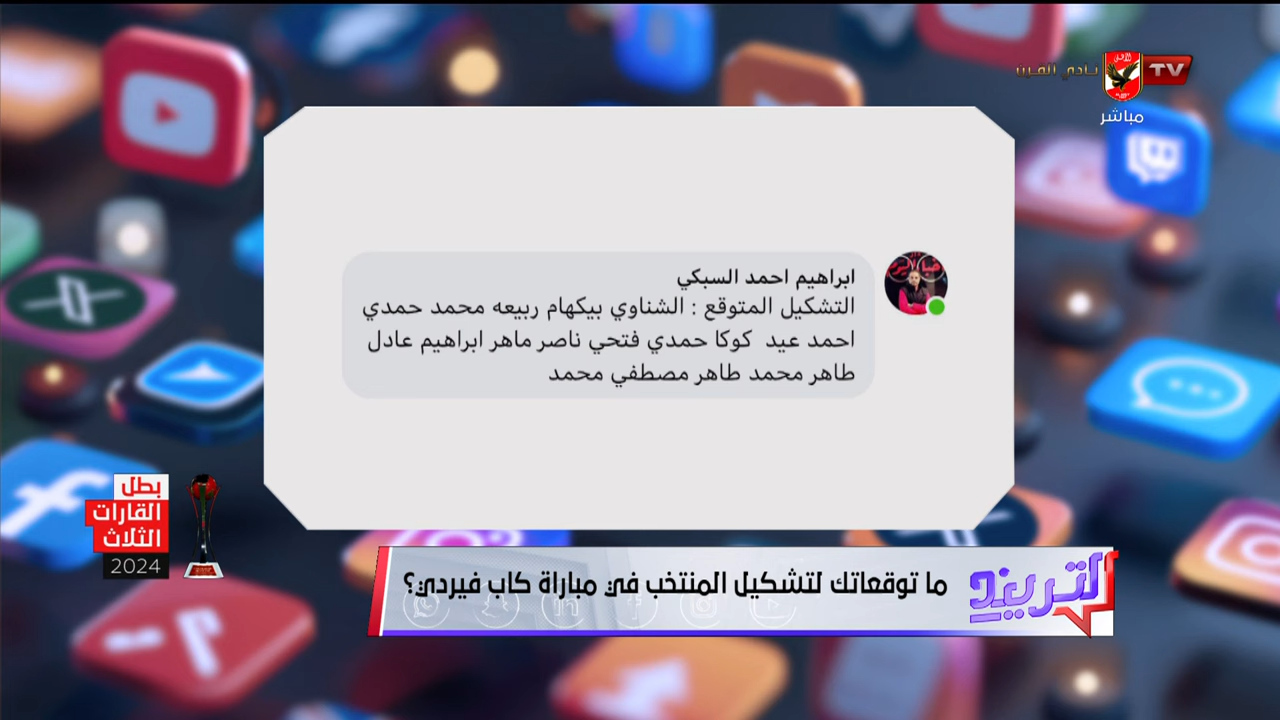 نادي القرن
TV
مباشر
ابراهيم احمد السبكي
التشكيل المتوقع : الشناوي بيكهام ربيعه محمد حمدي
احمد عيد كوكا حمدي فتحي ناصر ماهر ابراهيم عادل
طاهر محمد طاهر مصطفي محمد
بطل
القارات
الثلاث
2024
التريند
ما توقعاتك لتشكيل المنتخب في مباراة كاب فيردي؟